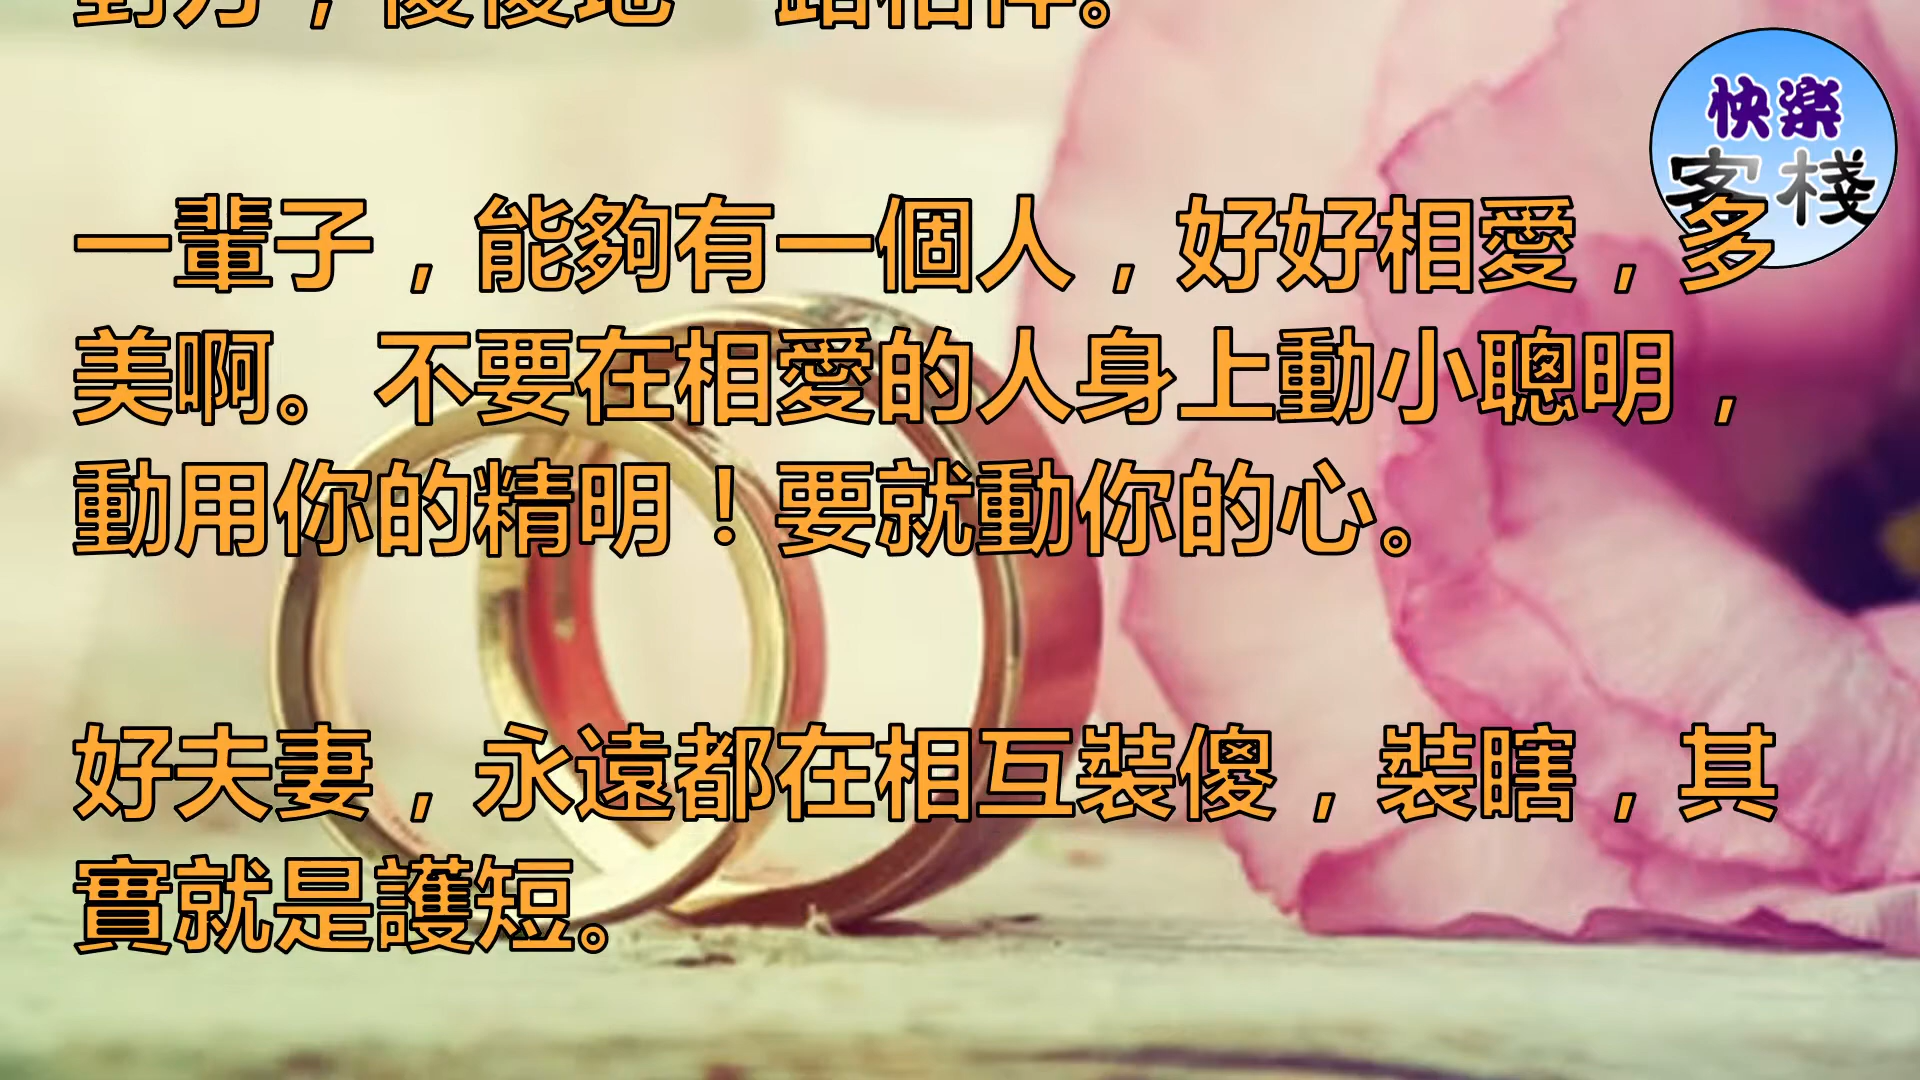 快樂
客棧
一輩子，能夠有一個人，好好相愛，多
美啊。不要在相愛的人身上動小聰明，
動用你的精明！要就動你的心。
好夫妻，永遠都在相互裝傻，裝瞎，其
實就是護短。